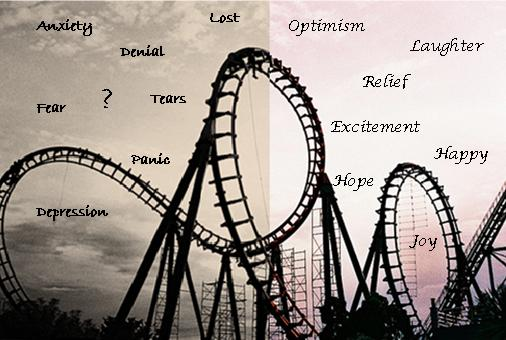 Anxiety
Lost
Denial
Fear
?
Tears
Panic
Depression
Optimism
Laughter
Relief
Excitement
Happy
Hope
Joy